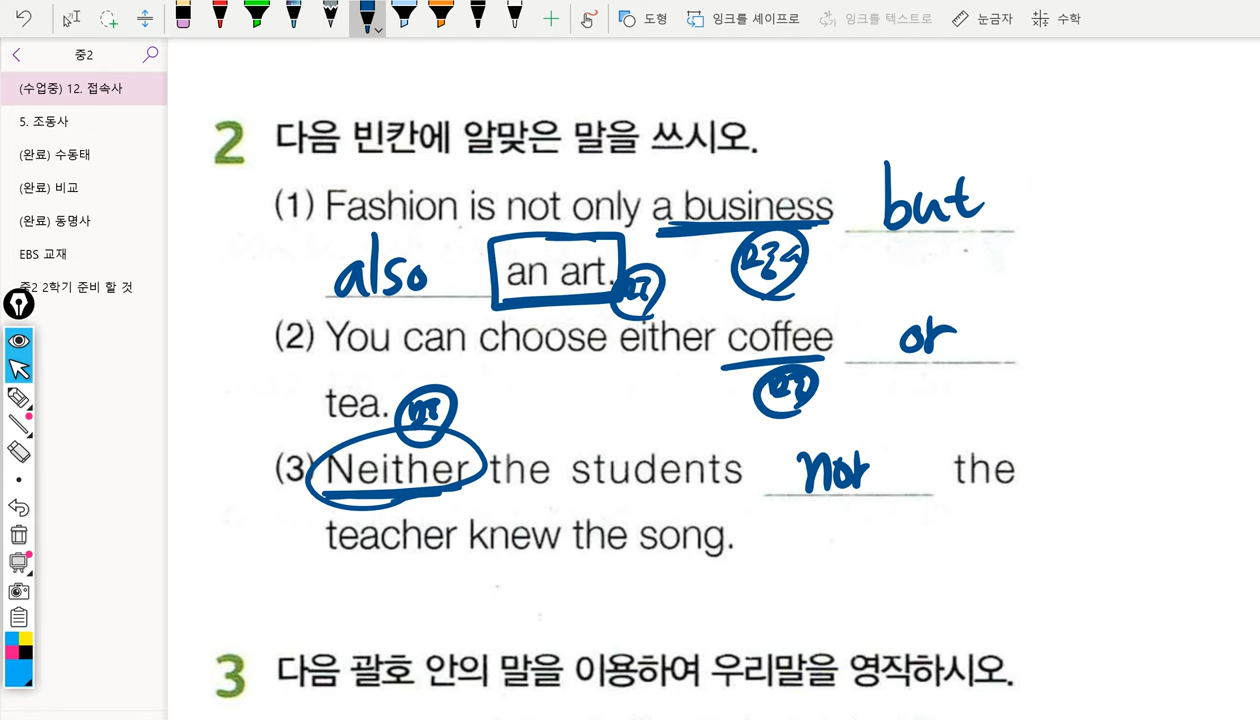 도형
잉크를 셰이프로
잉크를 텍스트로
눈금자
수학
중2
(수업중) 12. 접속사
5. 조동사
(완료) 수동태
(완료) 비교
(완료) 동명사
EBS 교재
중2 2학기 준비 할 것
2 다음 빈칸에 알맞은 말을 쓰시오.
(1) Fashion is not only a business but
also an art.
(2) You can choose either coffee or
tea.
(3) Neither the students nor the
teacher knew the song.
3 다음 괄호 안의 말을 이용하여 우리말을 영작하시오.